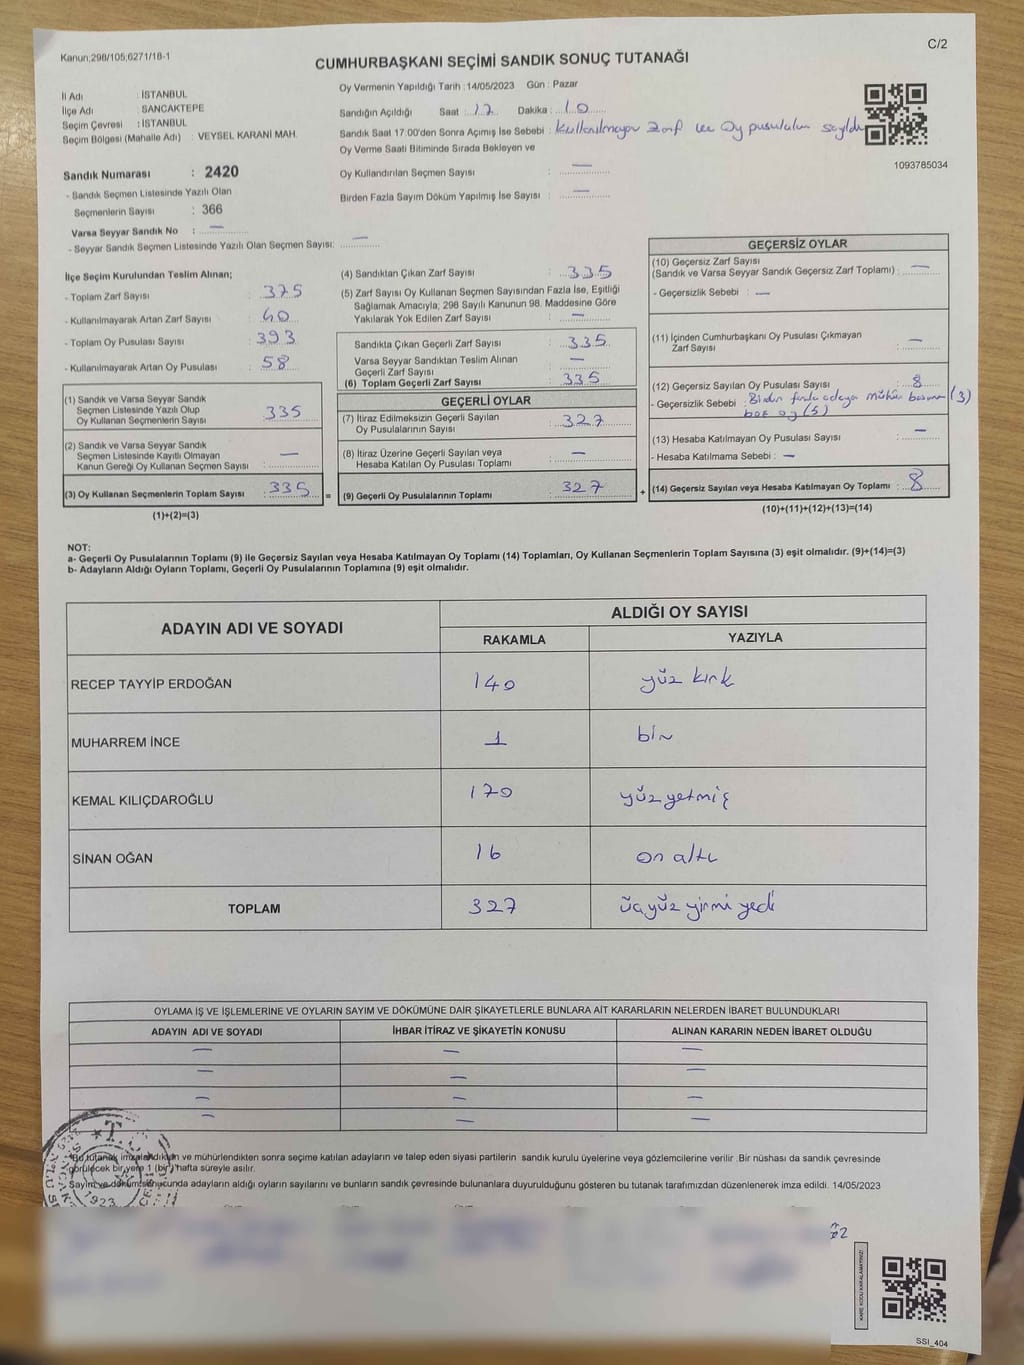 Kanun;298/105;6271/18-1
C/2
CUMHURBAŞKANI SEÇİMİ SANDIK SONUÇ TUTANAĞI
İl Adı : İSTANBUL
İlçe Adı : SANCAKTEPE
Seçim Çevresi : İSTANBUL
Seçim Bölgesi (Mahalle Adı) : VEYSEL KARANİ MAH.
Oy Vermenin Yapıldığı Tarih :14/05/2023 Gün : Pazar
Sandığın Açıldığı Saat : 17 Dakika : 10
Sandık Saat 17:00'den Sonra Açımış İse Sebebi : Kullanılmayan Zarf ve Oy pusulaları sayıldı
Oy Verme Saati Bitiminde Sırada Bekleyen ve
Oy Kullandırılan Seçmen Sayısı : —
Birden Fazla Sayım Döküm Yapılmış İse Sayısı : —
1093785034
Sandık Numarası : 2420
- Sandık Seçmen Listesinde Yazılı Olan
Seçmenlerin Sayısı : 366
Varsa Seyyar Sandık No : —
- Seyyar Sandık Seçmen Listesinde Yazılı Olan Seçmen Sayısı: —
İlçe Seçim Kurulundan Teslim Alınan;
- Toplam Zarf Sayısı : 375
- Kullanılmayarak Artan Zarf Sayısı : 40
- Toplam Oy Pusulası Sayısı : 393
- Kullanılmayarak Artan Oy Pusulası : 58
(1) Sandık ve Varsa Seyyar Sandık
Seçmen Listesinde Yazılı Olup
Oy Kullanan Seçmenlerin Sayısı : 335
(2) Sandık ve Varsa Seyyar Sandık
Seçmen Listesinde Kayıtlı Olmayan
Kanun Gereği Oy Kullanan Seçmen Sayısı : —
(3) Oy Kullanan Seçmenlerin Toplam Sayısı : 335 =
(1)+(2)=(3)
(4) Sandıktan Çıkan Zarf Sayısı : 335
(5) Zarf Sayısı Oy Kullanan Seçmen Sayısından Fazla İse, Eşitliği
Sağlamak Amacıyla; 298 Sayılı Kanunun 98. Maddesine Göre
Yakılarak Yok Edilen Zarf Sayısı : —
Sandıkta Çıkan Geçerli Zarf Sayısı : 335
Varsa Seyyar Sandıktan Teslim Alınan
Geçerli Zarf Sayısı : —
(6) Toplam Geçerli Zarf Sayısı : 335
GEÇERLİ OYLAR
(7) İtiraz Edilmeksizin Geçerli Sayılan
Oy Pusulalarının Sayısı : 327
(8) İtiraz Üzerine Geçerli Sayılan veya
Hesaba Katılan Oy Pusulası Toplamı : —
(9) Geçerli Oy Pusulalarının Toplamı : 327 +
GEÇERSİZ OYLAR
(10) Geçersiz Zarf Sayısı
(Sandık ve Varsa Seyyar Sandık Geçersiz Zarf Toplamı) : —
- Geçersizlik Sebebi : —
(11) İçinden Cumhurbaşkanı Oy Pusulası Çıkmayan
Zarf Sayısı : —
(12) Geçersiz Sayılan Oy Pusulası Sayısı : 8
- Geçersizlik Sebebi : Birden fazla adaya mühür basımı (3)
boş oy (5)
(13) Hesaba Katılmayan Oy Pusulası Sayısı : —
- Hesaba Katılmama Sebebi : —
(14) Geçersiz Sayılan veya Hesaba Katılmayan Oy Toplamı : 8
(10)+(11)+(12)+(13)=(14)
NOT:
a- Geçerli Oy Pusulalarının Toplamı (9) ile Geçersiz Sayılan veya Hesaba Katılmayan Oy Toplamı (14) Toplamları, Oy Kullanan Seçmenlerin Toplam Sayısına (3) eşit olmalıdır. (9)+(14)=(3)
b- Adayların Aldığı Oyların Toplamı, Geçerli Oy Pusulalarının Toplamına (9) eşit olmalıdır.
ADAYIN ADI VE SOYADI ALDIĞI OY SAYISI
RAKAMLA YAZIYLA
RECEP TAYYİP ERDOĞAN 140 yüz kırk
MUHARREM İNCE 1 bir
KEMAL KILIÇDAROĞLU 170 yüz yetmiş
SİNAN OĞAN 16 on altı
TOPLAM 327 üçyüz yirmi yedi
OYLAMA İŞ VE İŞLEMLERİNE VE OYLARIN SAYIM VE DÖKÜMÜNE DAİR ŞİKAYETLERLE BUNLARA AİT KARARLARIN NELERDEN İBARET BULUNDUKLARI
ADAYIN ADI VE SOYADI İHBAR İTİRAZ VE ŞİKAYETİN KONUSU ALINAN KARARIN NEDEN İBARET OLDUĞU
— — —
— — —
— — —
— — —
Bu tutanak imzalandıktan ve mühürlendikten sonra seçime katılan adayların ve talep eden siyasi partilerin sandık kurulu üyelerine veya gözlemcilerine verilir .Bir nüshası da sandık çevresinde
görülecek bir yere 1 (bir) hafta süreyle asılır.
Sayım ve döküm sonucunda adayların aldığı oyların sayılarını ve bunların sandık çevresinde bulunanlara duyurulduğunu gösteren bu tutanak tarafımızdan düzenlenerek imza edildi. 14/05/2023
1923
KARE KODU KARALAMAYINIZ!
SSI_404